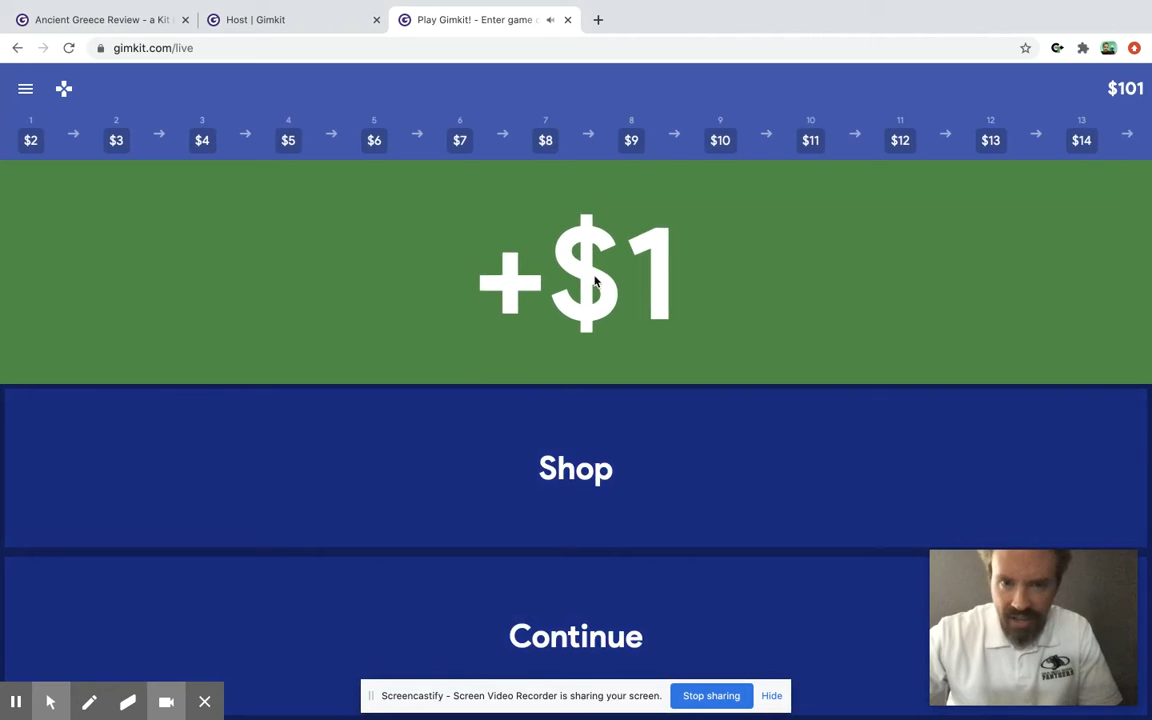 Ancient Greece Review - a Kit
Host | Gimkit
Play Gimkit! - Enter game
gimkit.com/live
$101
1 2 3 4 5 6 7 8 9 10 11 12 13
$2 → $3 → $4 → $5 → $6 → $7 → $8 → $9 → $10 → $11 → $12 → $13 → $14 →
+$1
Shop
Continue
PANTHERS
Screencastify - Screen Video Recorder is sharing your screen.
Stop sharing
Hide